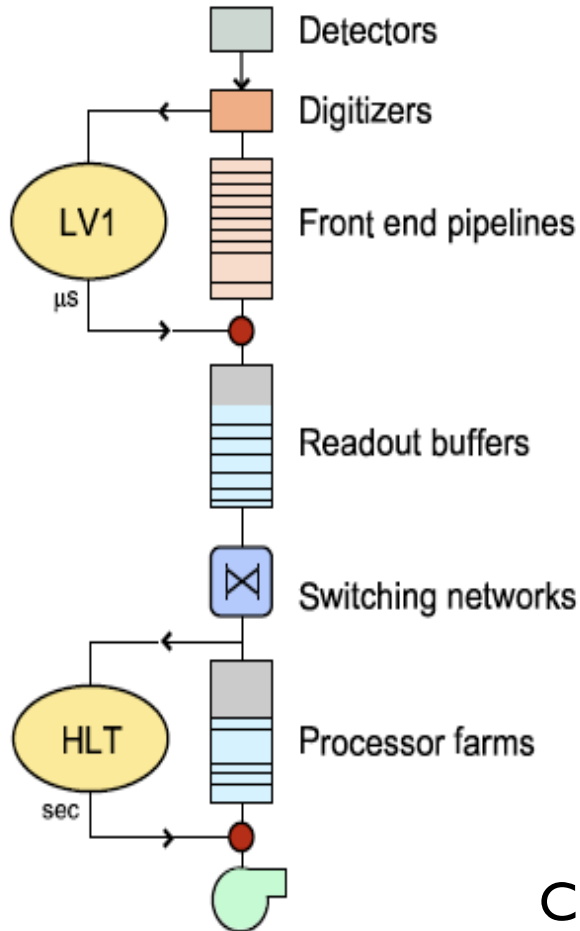 Detectors
Digitizers
LV1
Front end pipelines
μs
Readout buffers
Switching networks
HLT
Processor farms
sec
C